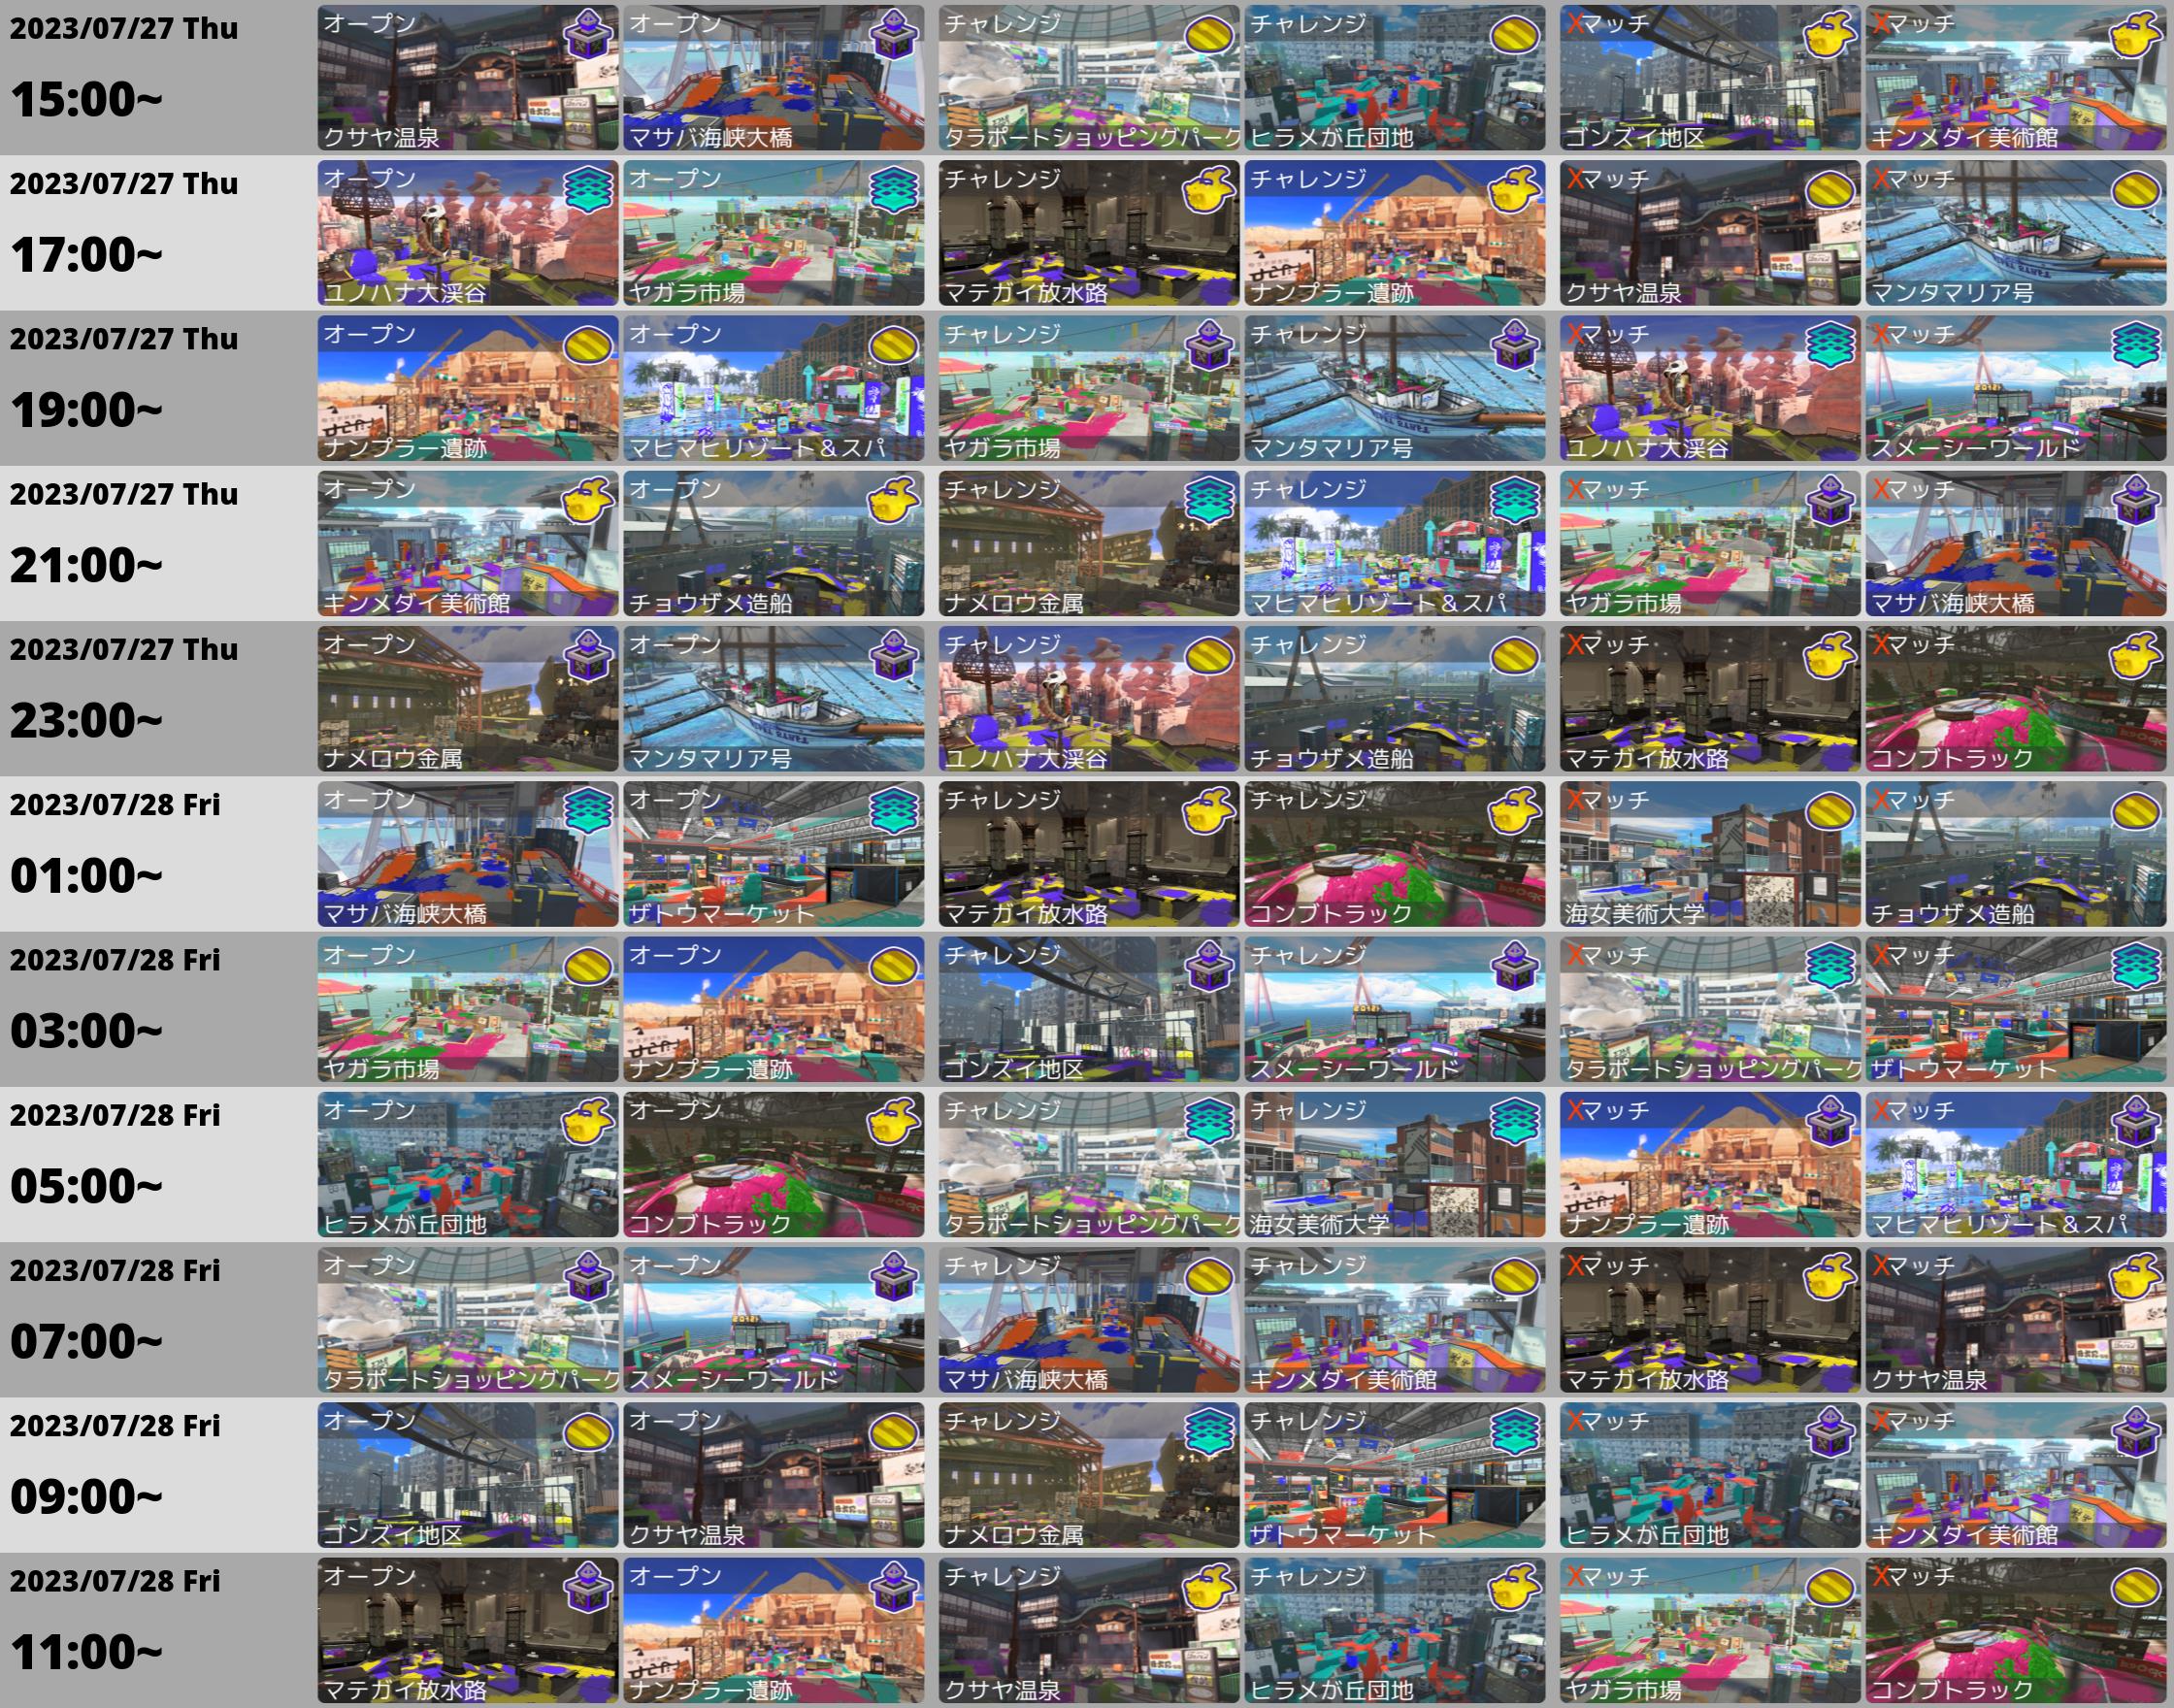 2023/07/27 Thu
15:00~
オープン
クサヤ温泉
オープン
マサバ海峡大橋
チャレンジ
タラポートショッピングパーク
チャレンジ
ヒラメが丘団地
Xマッチ
ゴンズイ地区
Xマッチ
キンメダイ美術館
2023/07/27 Thu
17:00~
オープン
ユノハナ大渓谷
オープン
ヤガラ市場
チャレンジ
マテガイ放水路
チャレンジ
ナンプラー遺跡
Xマッチ
クサヤ温泉
Xマッチ
マンタマリア号
2023/07/27 Thu
19:00~
オープン
ナンプラー遺跡
オープン
マヒマヒリゾート&スパ
チャレンジ
ヤガラ市場
チャレンジ
マンタマリア号
Xマッチ
ユノハナ大渓谷
Xマッチ
スメーシーワールド
2023/07/27 Thu
21:00~
オープン
キンメダイ美術館
オープン
チョウザメ造船
チャレンジ
ナメロウ金属
チャレンジ
マヒマヒリゾート&スパ
Xマッチ
ヤガラ市場
Xマッチ
マサバ海峡大橋
2023/07/27 Thu
23:00~
オープン
ナメロウ金属
オープン
マンタマリア号
チャレンジ
ユノハナ大渓谷
チャレンジ
チョウザメ造船
Xマッチ
マテガイ放水路
Xマッチ
コンブトラック
2023/07/28 Fri
01:00~
オープン
マサバ海峡大橋
オープン
ザトウマーケット
チャレンジ
マテガイ放水路
チャレンジ
コンブトラック
Xマッチ
海女美術大学
Xマッチ
チョウザメ造船
2023/07/28 Fri
03:00~
オープン
ヤガラ市場
オープン
ナンプラー遺跡
チャレンジ
ゴンズイ地区
チャレンジ
スメーシーワールド
Xマッチ
タラポートショッピングパーク
Xマッチ
ザトウマーケット
2023/07/28 Fri
05:00~
オープン
ヒラメが丘団地
オープン
コンブトラック
チャレンジ
タラポートショッピングパーク
チャレンジ
海女美術大学
Xマッチ
ナンプラー遺跡
Xマッチ
マヒマヒリゾート&スパ
2023/07/28 Fri
07:00~
オープン
タラポートショッピングパーク
オープン
スメーシーワールド
チャレンジ
マサバ海峡大橋
チャレンジ
キンメダイ美術館
Xマッチ
マテガイ放水路
Xマッチ
クサヤ温泉
2023/07/28 Fri
09:00~
オープン
ゴンズイ地区
オープン
クサヤ温泉
チャレンジ
ナメロウ金属
チャレンジ
ザトウマーケット
Xマッチ
ヒラメが丘団地
Xマッチ
キンメダイ美術館
2023/07/28 Fri
11:00~
オープン
マテガイ放水路
オープン
ナンプラー遺跡
チャレンジ
クサヤ温泉
チャレンジ
ヒラメが丘団地
Xマッチ
ヤガラ市場
Xマッチ
コンブトラック